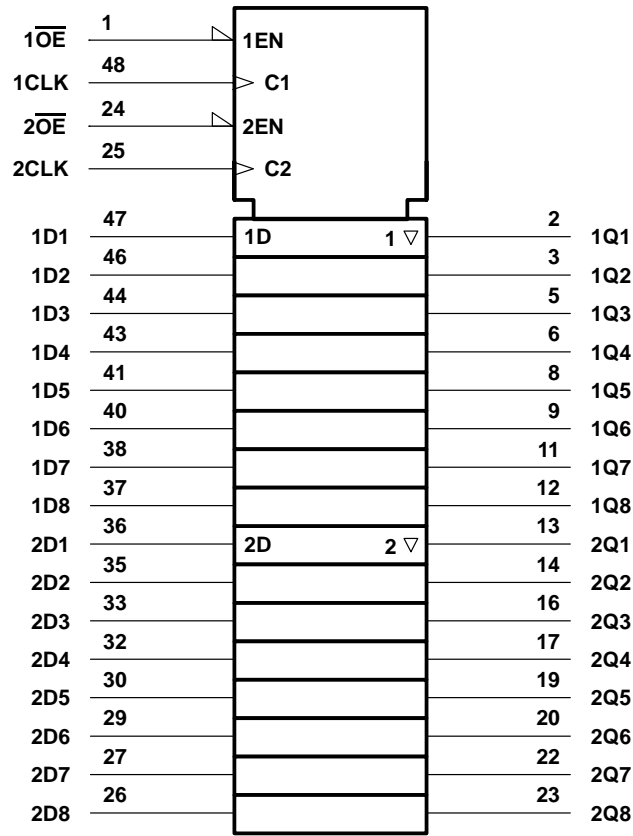 1O̅E̅ 1 1EN
1CLK 48 C1
2O̅E̅ 24 2EN
2CLK 25 C2
1D1 47 1D 1 ▽ 2 1Q1
1D2 46 3 1Q2
1D3 44 5 1Q3
1D4 43 6 1Q4
1D5 41 8 1Q5
1D6 40 9 1Q6
1D7 38 11 1Q7
1D8 37 12 1Q8
2D1 36 2D 2 ▽ 13 2Q1
2D2 35 14 2Q2
2D3 33 16 2Q3
2D4 32 17 2Q4
2D5 30 19 2Q5
2D6 29 20 2Q6
2D7 27 22 2Q7
2D8 26 23 2Q8